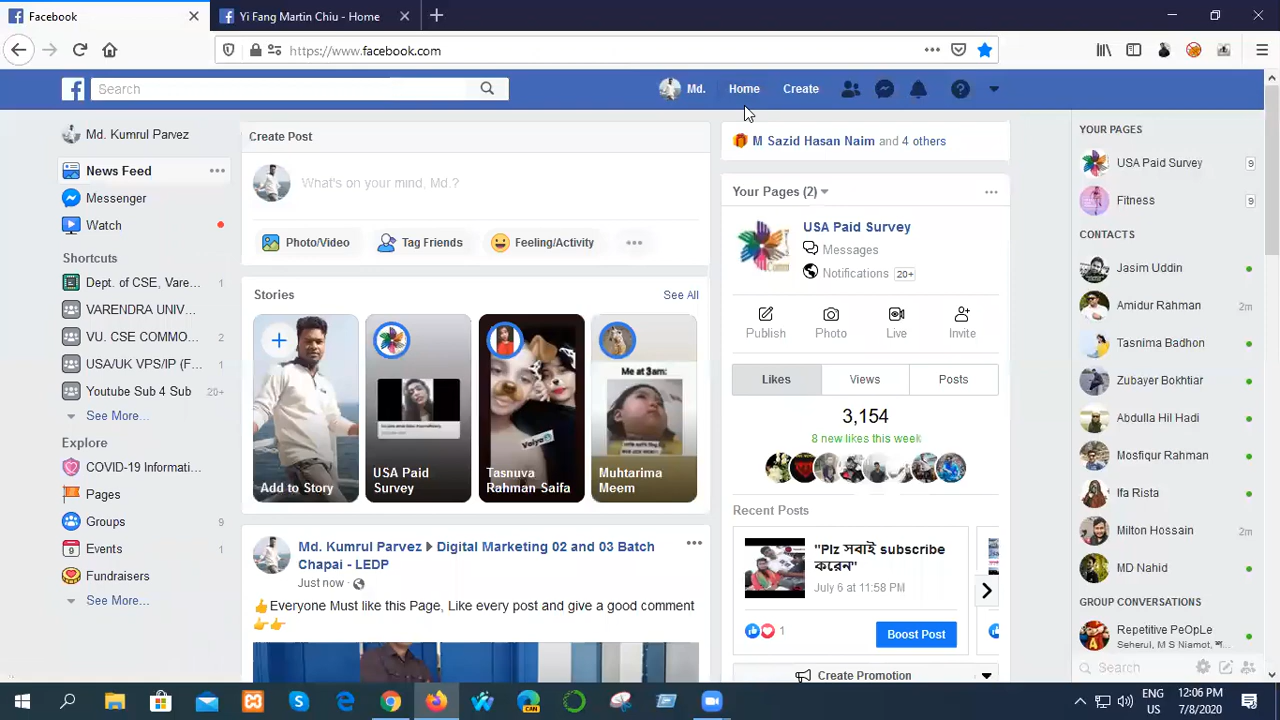 Facebook
Yi Fang Martin Chiu - Home
https://www.facebook.com
Search
Md.
Home
Create
Md. Kumrul Parvez
News Feed
Messenger
Watch
Shortcuts
Dept. of CSE, Vare... 1
VARENDRA UNIV...
VU. CSE COMMO... 2
USA/UK VPS/IP (F... 1
Youtube Sub 4 Sub 20+
See More...
Explore
COVID-19 Informati...
Pages
Groups 9
Events 1
Fundraisers
See More...
Create Post
What's on your mind, Md.?
Photo/Video
Tag Friends
Feeling/Activity
Stories
See All
Add to Story
USA Paid
Survey
Tasnuva
Rahman Saifa
Me at 3am:
Muhtarima
Meem
Md. Kumrul Parvez Digital Marketing 02 and 03 Batch
Chapai - LEDP
Just now
Everyone Must like this Page, Like every post and give a good comment
M Sazid Hasan Naim and 4 others
Your Pages (2)
USA Paid Survey
Messages
Notifications 20+
Publish
Photo
Live
Invite
Likes
Views
Posts
3,154
8 new likes this week
Recent Posts
"Plz সবাই subscribe
করেন"
July 6 at 11:58 PM
1
Boost Post
Create Promotion
YOUR PAGES
USA Paid Survey 9
Fitness 9
CONTACTS
Jasim Uddin
Amidur Rahman 2m
Tasnima Badhon
Zubayer Bokhtiar
Abdulla Hil Hadi
Mosfiqur Rahman
Ifa Rista
Milton Hossain 2m
MD Nahid
GROUP CONVERSATIONS
Repetitive PeOpLe
Search
CAN
ENG
US
12:06 PM
7/8/2020